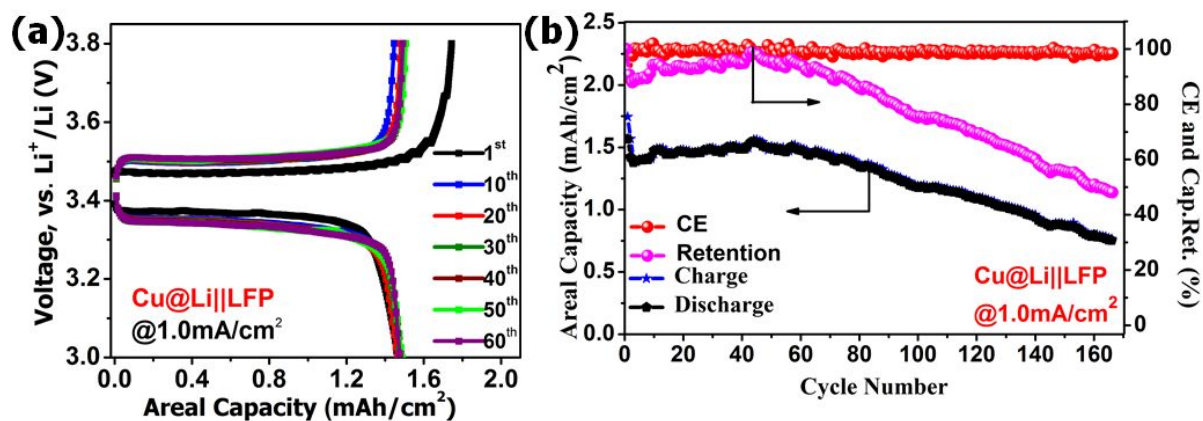 (a)
3.8
3.6
3.4
3.2
3.0
Voltage, vs. Li⁺/Li (V)
1ˢᵗ
10ᵗʰ
20ᵗʰ
30ᵗʰ
40ᵗʰ
50ᵗʰ
60ᵗʰ
Cu@Li||LFP
@1.0mA/cm²
0.0 0.4 0.8 1.2 1.6 2.0
Areal Capacity (mAh/cm²)
(b)
2.5
2.0
1.5
1.0
0.5
0.0
Areal Capacity (mAh/cm²)
CE
Retention
Charge
Discharge
Cu@Li||LFP
@1.0mA/cm²
100
80
60
40
20
0
CE and Cap.Ret. (%)
0 20 40 60 80 100 120 140 160
Cycle Number